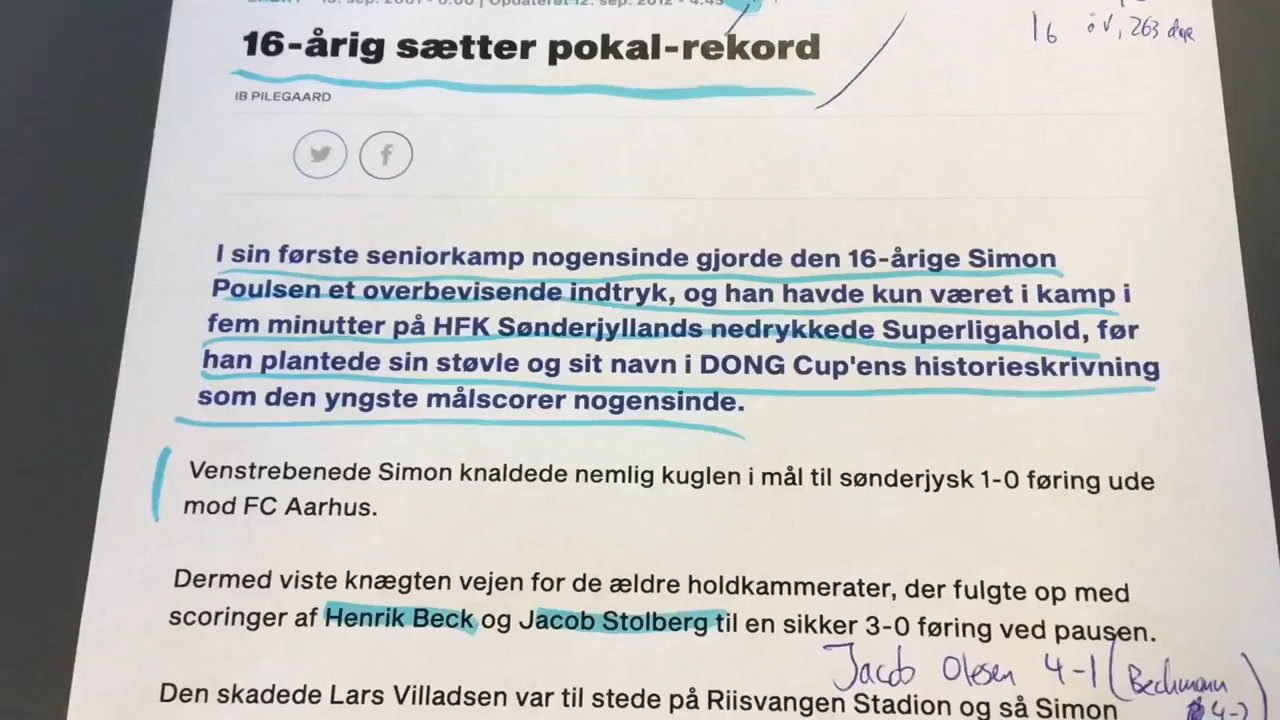 16 år, 263 dage
16-årig sætter pokal-rekord
IB PILEGAARD
I sin første seniorkamp nogensinde gjorde den 16-årige Simon
Poulsen et overbevisende indtryk, og han havde kun været i kamp i
fem minutter på HFK Sønderjyllands nedrykkede Superligahold, før
han plantede sin støvle og sit navn i DONG Cup'ens historieskrivning
som den yngste målscorer nogensinde.
Venstrebenede Simon knaldede nemlig kuglen i mål til sønderjysk 1-0 føring ude
mod FC Aarhus.
Dermed viste knægten vejen for de ældre holdkammerater, der fulgte op med
scoringer af Henrik Beck og Jacob Stolberg til en sikker 3-0 føring ved pausen.
Jacob Olesen 4-1 (Bechmann 4-2)
Den skadede Lars Villadsen var til stede på Riisvangen Stadion og så Simon